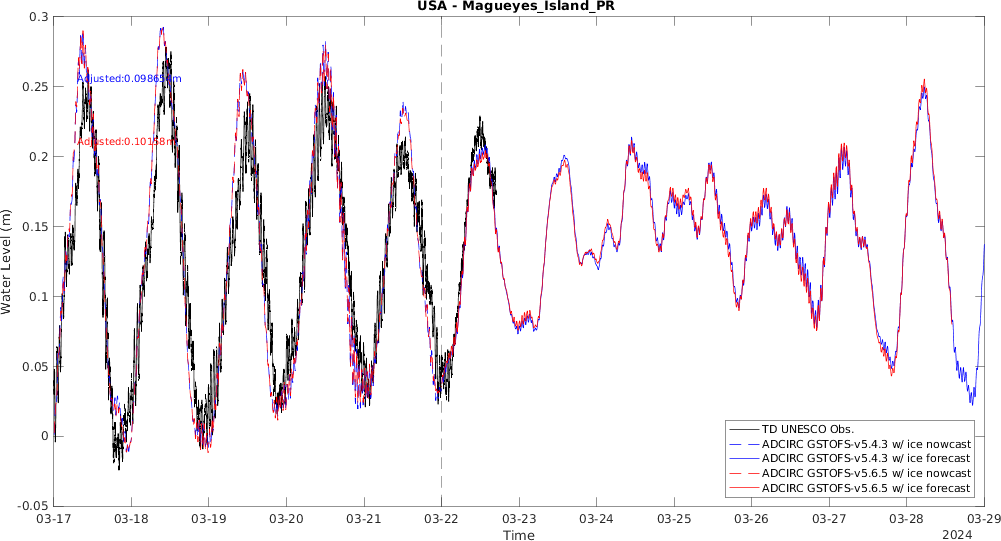 USA - Magueyes_Island_PR
0.3
0.25
0.2
0.15
0.1
0.05
0
-0.05
Water Level (m)
Adjusted:
Adjusted:
03-17 03-18 03-19 03-20 03-21 03-22 03-23 03-24 03-25 03-26 03-27 03-28 03-29
Time
2024
TD UNESCO Obs.
ADCIRC GSTOFS-v5.4.3 w/ ice nowcast
ADCIRC GSTOFS-v5.4.3 w/ ice forecast
ADCIRC GSTOFS-v5.6.5 w/ ice nowcast
ADCIRC GSTOFS-v5.6.5 w/ ice forecast